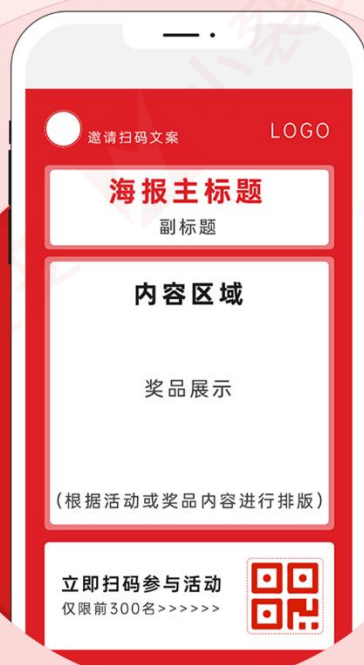 邀请扫码文案
LOGO
海报主标题
副标题
内容区域
奖品展示
(根据活动或奖品内容进行排版)
立即扫码参与活动
仅限前300名>>>>>>